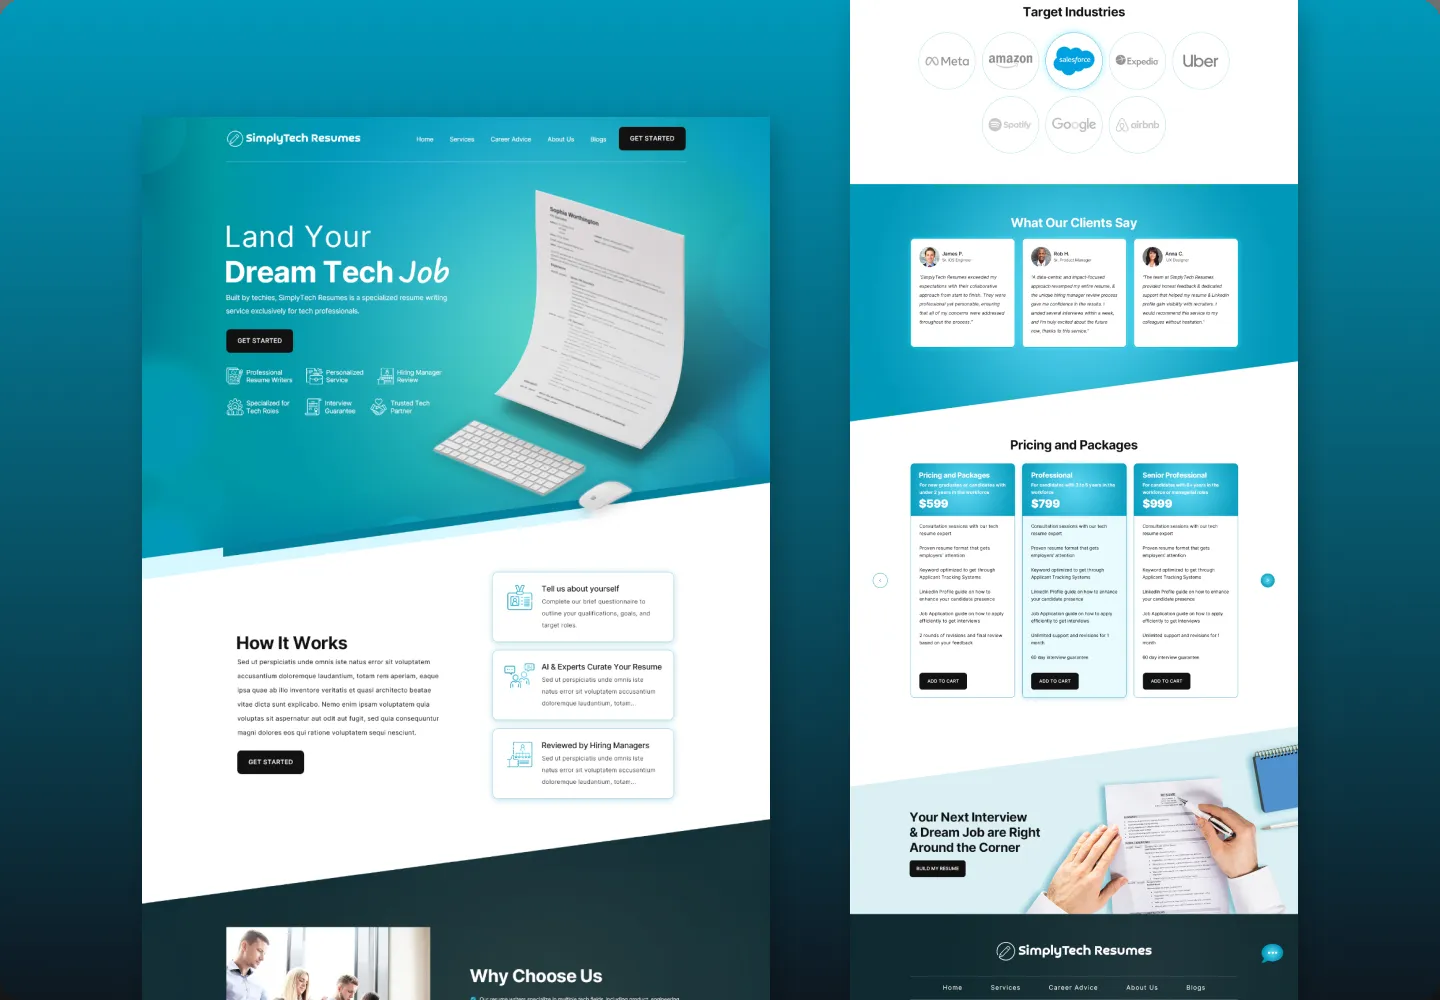 SimplyTech Resumes
Home
Services
Career Advice
About Us
Blogs
GET STARTED
Land Your
Dream Tech Job
Built by techies, SimplyTech Resumes is a specialized resume writing
service exclusively for tech professionals.
GET STARTED
Professional
Resume Writers
Personalized
Service
Hiring Manager
Review
Specialized for
Tech Roles
Interview
Guarantee
Trusted Tech
Partner
Sophie Worthington
How It Works
Sed ut perspiciatis unde omnis iste natus error sit voluptatem
accusantium doloremque laudantium, totam rem aperiam, eaque
ipsa quae ab illo inventore veritatis et quasi architecto beatae
vitae dicta sunt explicabo. Nemo enim ipsam voluptatem quia
voluptas sit aspernatur aut odit aut fugit, sed quia consequuntur
magni dolores eos qui ratione voluptatem sequi nesciunt.
GET STARTED
Tell us about yourself
Complete our brief questionnaire to
outline your qualifications, goals, and
target roles.
AI & Experts Curate Your Resume
Sed ut perspiciatis unde omnis iste
natus error sit voluptatem accusantium
doloremque laudantium, totam...
Reviewed by Hiring Managers
Sed ut perspiciatis unde omnis iste
natus error sit voluptatem accusantium
doloremque laudantium, totam...
Why Choose Us
Our resume writers specialize in multiple tech fields, including product, engineering
Target Industries
Meta
amazon
salesforce
Expedia
Uber
Spotify
Google
airbnb
What Our Clients Say
James P.
Sr. iOS Engineer
"SimplyTech Resumes exceeded my
expectations with their collaborative
approach from start to finish. They were
professional yet personable, ensuring
that all of my concerns were addressed
throughout the process."
Rob H.
Sr. Product Manager
"A data-centric and impact-focused
approach revamped my entire resume, &
the unique hiring manager review process
gave me confidence in the results. I
landed several interviews within a week,
and I'm truly excited about the future
now, thanks to this service."
Anna C.
UX Designer
"The team at SimplyTech Resumes
provided honest feedback & dedicated
support that helped my resume & LinkedIn
profile gain visibility with recruiters. I
would recommend this service to my
colleagues without hesitation."
Pricing and Packages
Pricing and Packages
For new graduates or candidates with
under 2 years in the workforce
$599
Consultation sessions with our tech
resume expert
Proven resume format that gets
employers' attention
Keyword optimized to get through
Applicant Tracking Systems
LinkedIn Profile guide on how to
enhance your candidate presence
Job Application guide on how to apply
efficiently to get interviews
2 rounds of revisions and final review
based on your feedback
ADD TO CART
Professional
For candidates with 3 to 5 years in the
workforce
$799
Consultation sessions with our tech
resume expert
Proven resume format that gets
employers' attention
Keyword optimized to get through
Applicant Tracking Systems
LinkedIn Profile guide on how to enhance
your candidate presence
Job Application guide on how to apply
efficiently to get interviews
Unlimited support and revisions for 1
month
60 day interview guarantee
ADD TO CART
Senior Professional
For candidates with 6+ years in the
workforce or managerial roles
$999
Consultation sessions with our tech
resume expert
Proven resume format that gets
employers' attention
Keyword optimized to get through
Applicant Tracking Systems
LinkedIn Profile guide on how to enhance
your candidate presence
Job Application guide on how to apply
efficiently to get interviews
Unlimited support and revisions for 1
month
60 day interview guarantee
ADD TO CART
Your Next Interview
& Dream Job are Right
Around the Corner
BUILD MY RESUME
RESUME
SimplyTech Resumes
Home
Services
Career Advice
About Us
Blogs